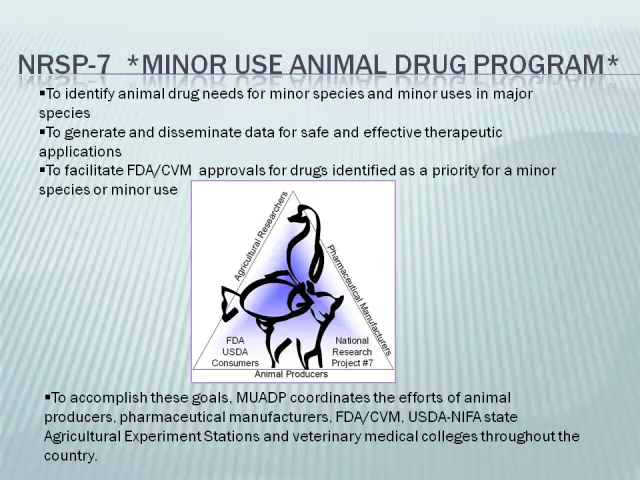 NRSP-7 *MINOR USE ANIMAL DRUG PROGRAM*
▪To identify animal drug needs for minor species and minor uses in major
species
▪To generate and disseminate data for safe and effective therapeutic
applications
▪To facilitate FDA/CVM approvals for drugs identified as a priority for a minor
species or minor use
Agricultural Researchers
Pharmaceutical Manufacturers
FDA
USDA
Consumers
National
Research
Project #7
Animal Producers
▪To accomplish these goals, MUADP coordinates the efforts of animal
producers, pharmaceutical manufacturers, FDA/CVM, USDA-NIFA state
Agricultural Experiment Stations and veterinary medical colleges throughout the
country.